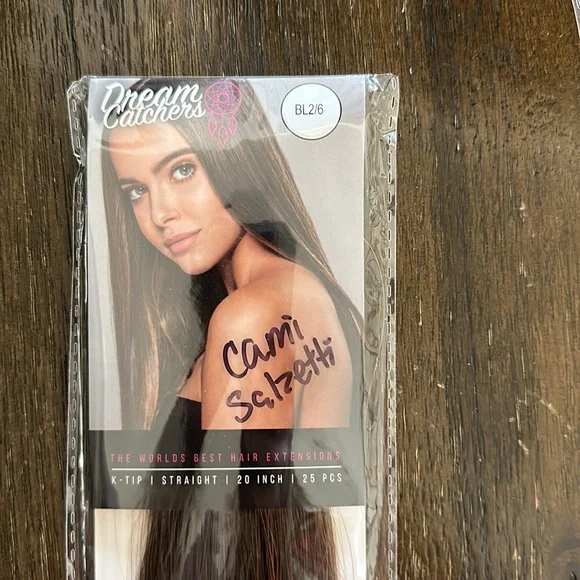 Dream
Catchers
BL2/6
Cami
Salzetti
THE WORLDS BEST HAIR EXTENSIONS
K-TIP | STRAIGHT | 20 INCH | 25 PCS